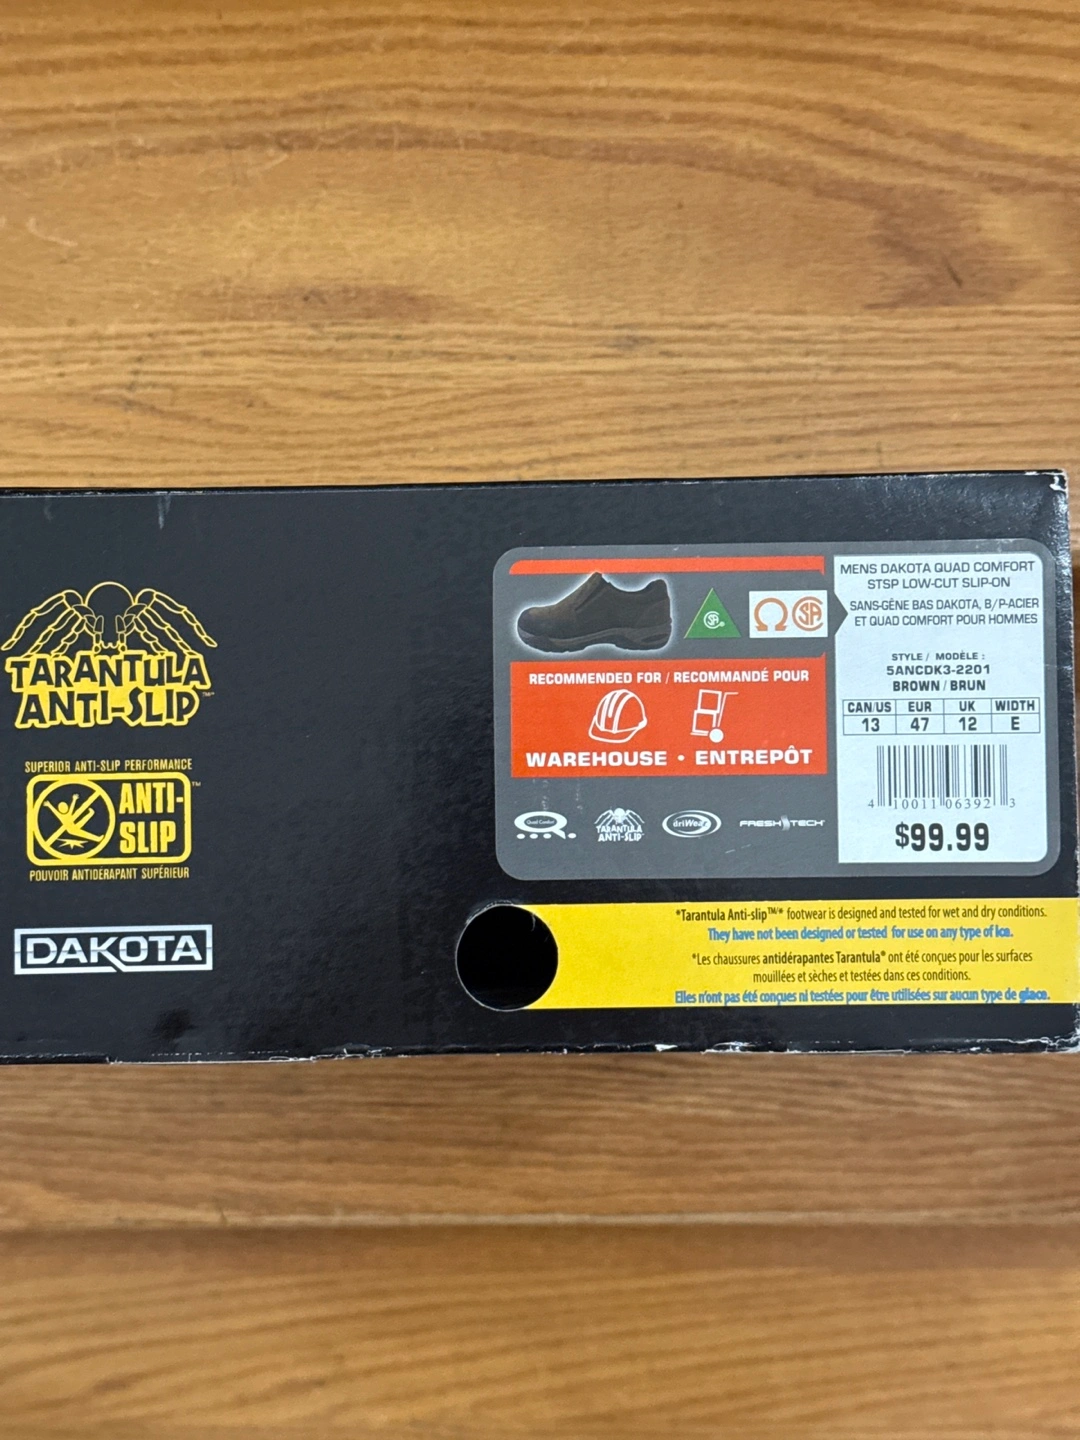 TARANTULA
ANTI-SLIP™
SUPERIOR ANTI-SLIP PERFORMANCE
ANTI-
SLIP™
POUVOIR ANTIDÉRAPANT SUPÉRIEUR
DAKOTA
RECOMMENDED FOR / RECOMMANDÉ POUR
WAREHOUSE • ENTREPÔT
Quad Comfort
TARANTULA
ANTI-SLIP
driWear
FRESHTECH
MENS DAKOTA QUAD COMFORT
STSP LOW-CUT SLIP-ON
SANS-GÊNE BAS DAKOTA, B/P-ACIER
ET QUAD COMFORT POUR HOMMES
STYLE / MODÈLE :
5ANCDK3-2201
BROWN / BRUN
CAN/US EUR UK WIDTH
13 47 12 E
4 10011 06392 3
$99.99
*Tarantula Anti-slip™/* footwear is designed and tested for wet and dry conditions.
They have not been designed or tested for use on any type of ice.
*Les chaussures antidérapantes Tarantula® ont été conçues pour les surfaces
mouillées et sèches et testées dans ces conditions.
Elles n'ont pas été conçues ni testées pour être utilisées sur aucun type de glace.